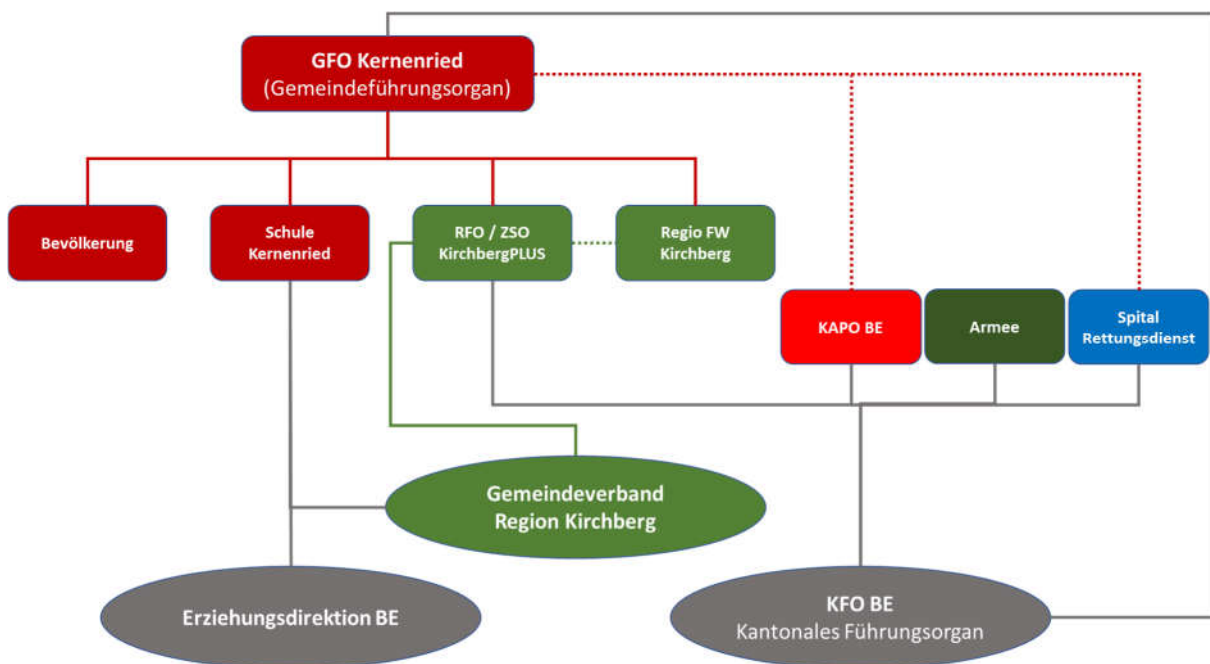 GFO Kernenried
(Gemeindeführungsorgan)
Bevölkerung
Schule
Kernenried
RFO / ZSO
KirchbergPLUS
Regio FW
Kirchberg
KAPO BE
Armee
Spital
Rettungsdienst
Gemeindeverband
Region Kirchberg
Erziehungsdirektion BE
KFO BE
Kantonales Führungsorgan